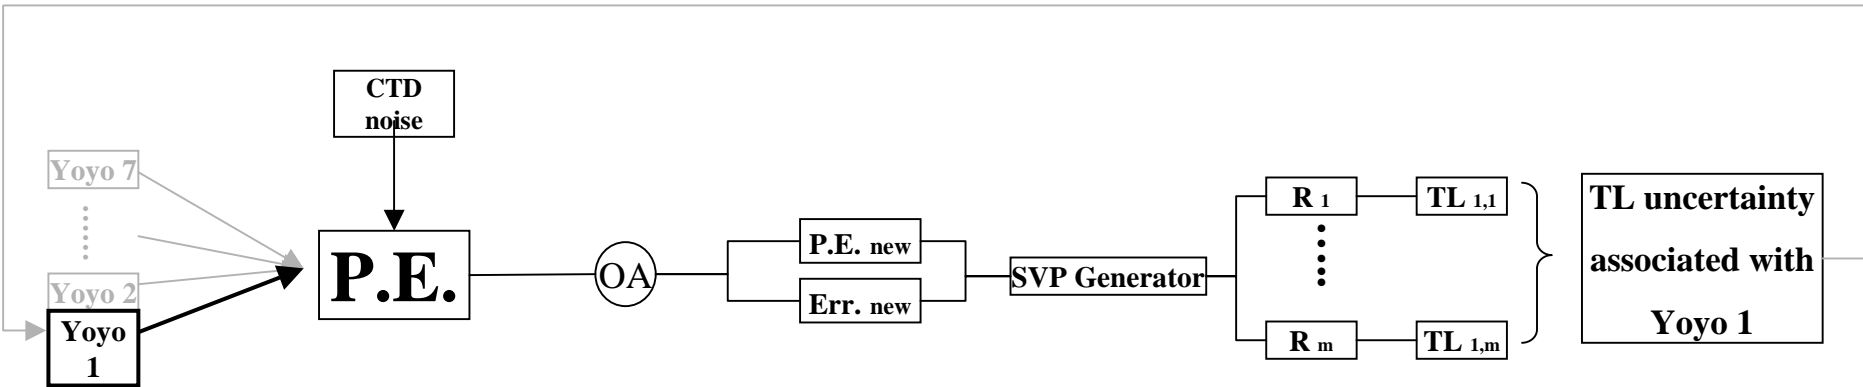 CTD
noise
Yoyo 7
Yoyo 2
Yoyo
1
P.E.
OA
P.E. new
Err. new
SVP Generator
R 1
TL 1,1
R m
TL 1,m
TL uncertainty
associated with
Yoyo 1